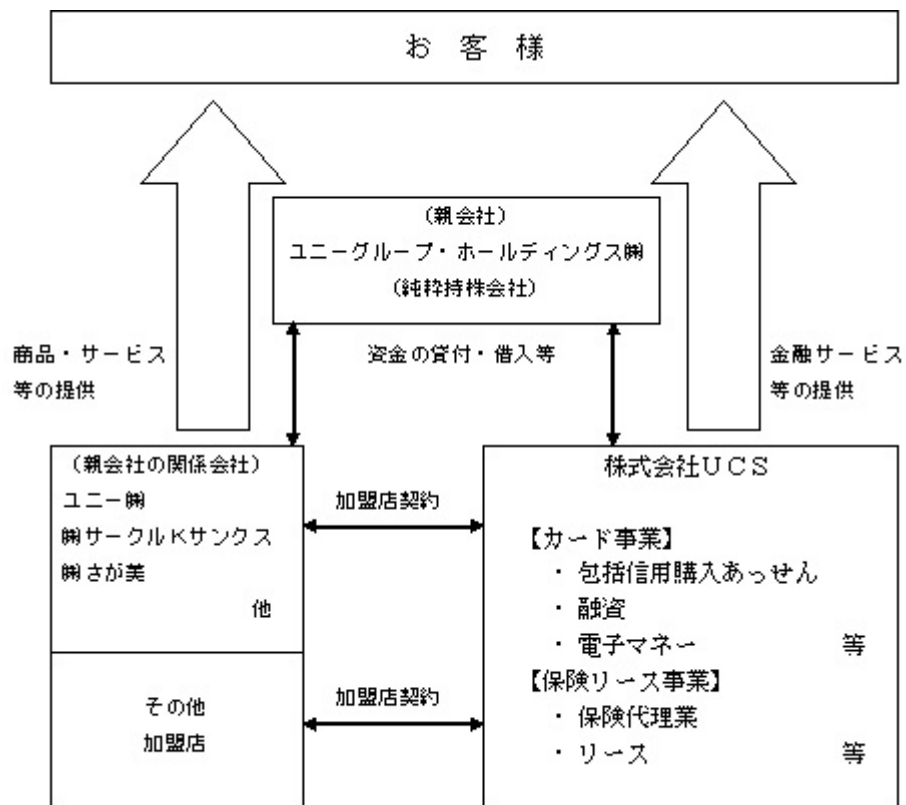 お 客 様
（親会社）
ユニーグループ・ホールディングス㈱
（純粋持株会社）
商品・サービス
等の提供
資金の貸付・借入等
金融サービス
等の提供
（親会社の関係会社）
ユニー㈱
㈱サークルＫサンクス
㈱さが美
他
加盟店契約
株式会社ＵＣＳ
【カード事業】
・ 包括信用購入あっせん
・ 融資
・ 電子マネー 等
【保険リース事業】
・ 保険代理業
・ リース 等
その他
加盟店
加盟店契約